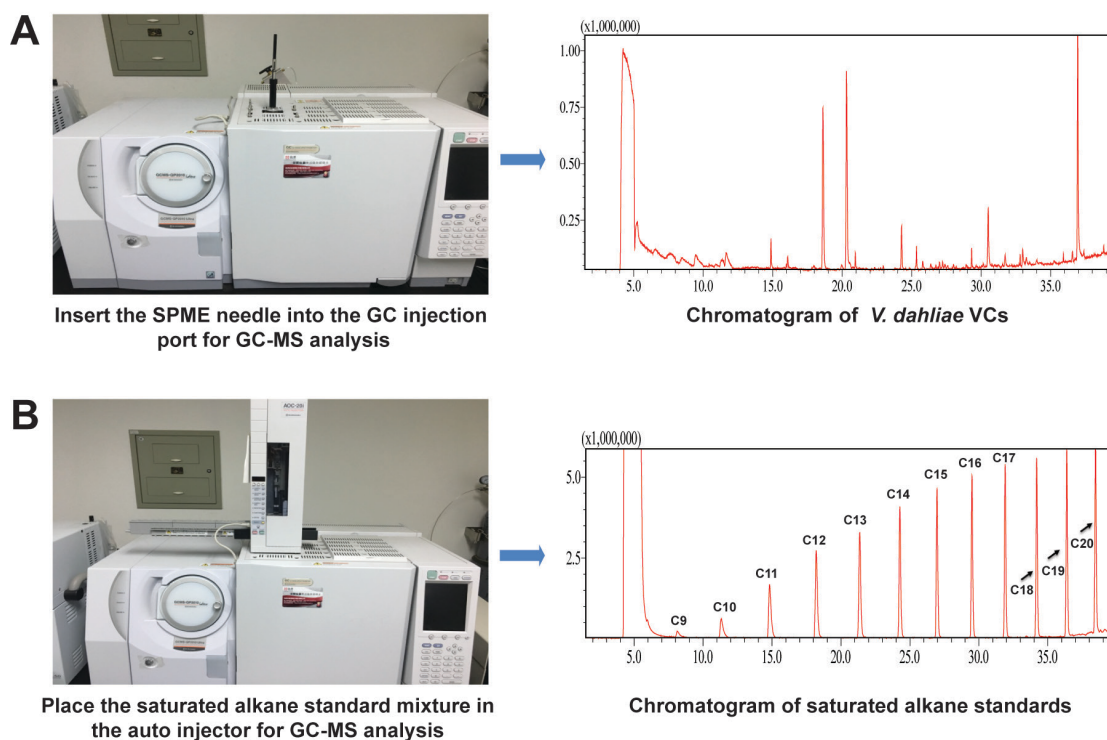 A
Insert the SPME needle into the GC injection
port for GC-MS analysis
(x1,000,000)
1.00
0.75
0.50
0.25
5.0 10.0 15.0 20.0 25.0 30.0 35.0
Chromatogram of V. dahliae VCs
B
AOC-20i
Place the saturated alkane standard mixture in
the auto injector for GC-MS analysis
(x1,000,000)
5.0
2.5
C9
C10
C11
C12
C13
C14
C15
C16
C17
C18
C19
C20
5.0 10.0 15.0 20.0 25.0 30.0 35.0
Chromatogram of saturated alkane standards